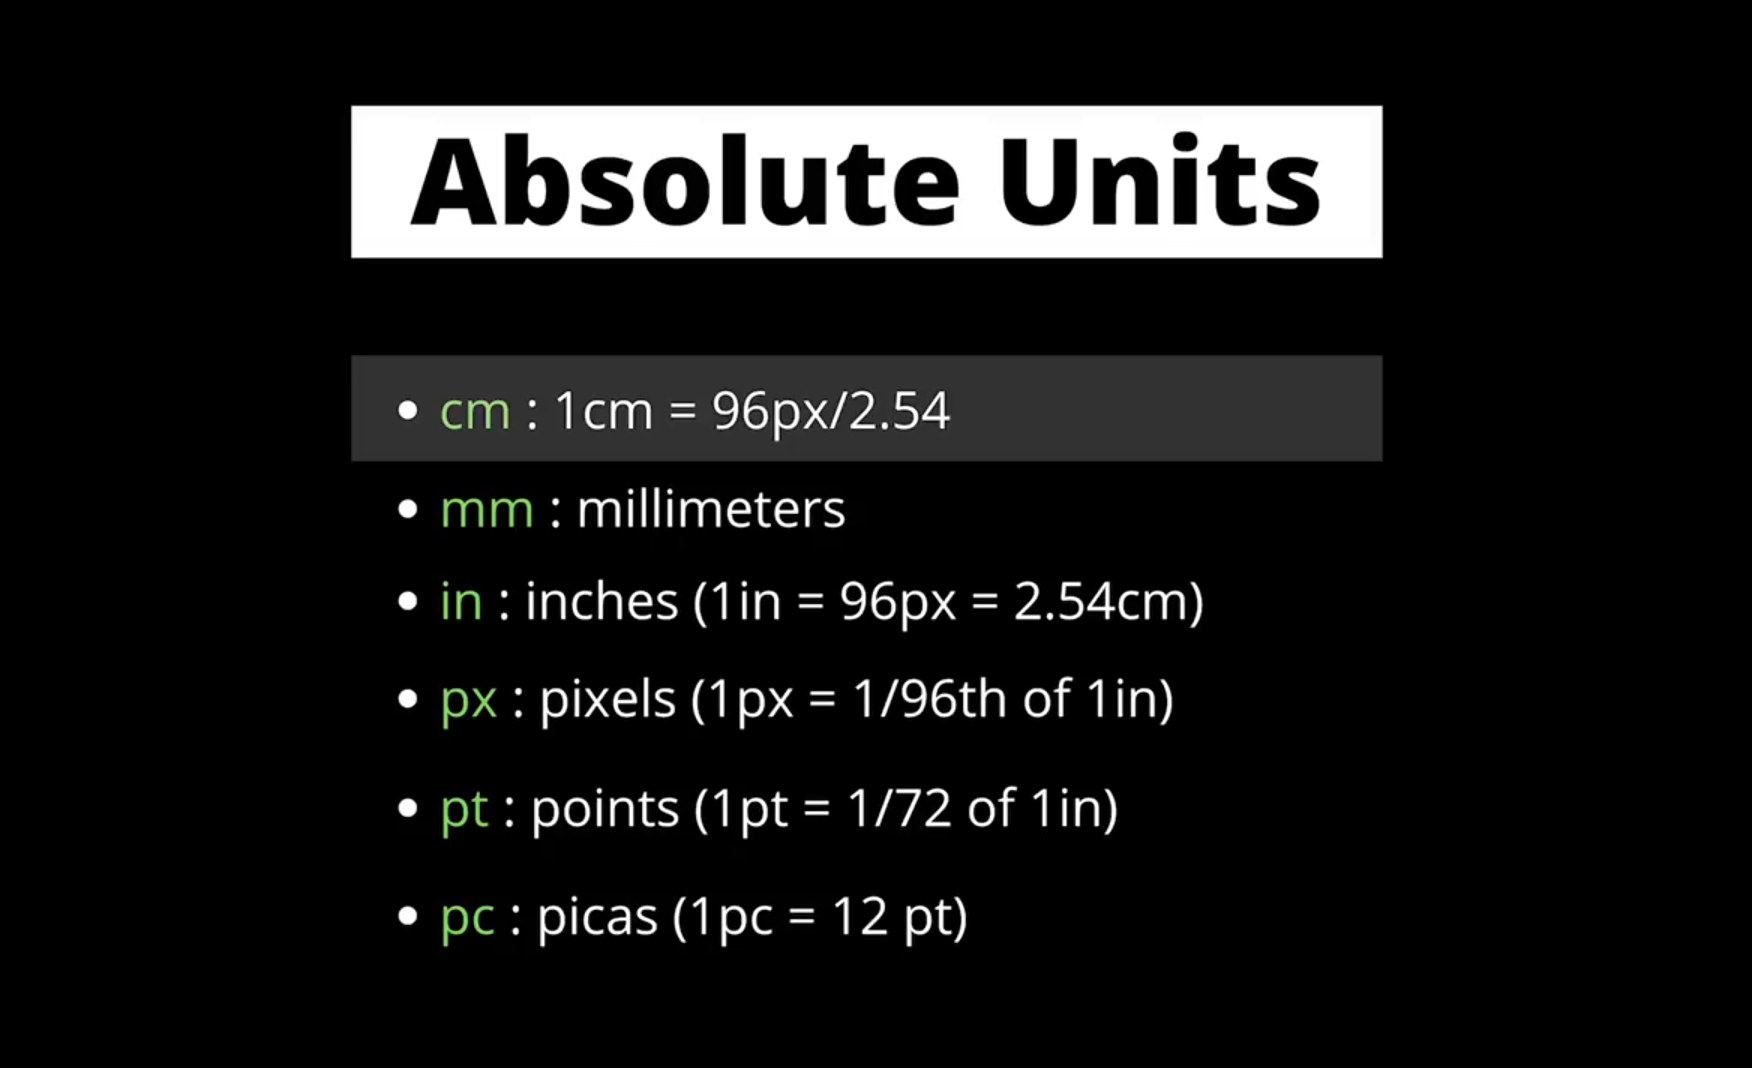 Absolute Units
• cm : 1cm = 96px/2.54
• mm : millimeters
• in : inches (1in = 96px = 2.54cm)
• px : pixels (1px = 1/96th of 1in)
• pt : points (1pt = 1/72 of 1in)
• pc : picas (1pc = 12 pt)